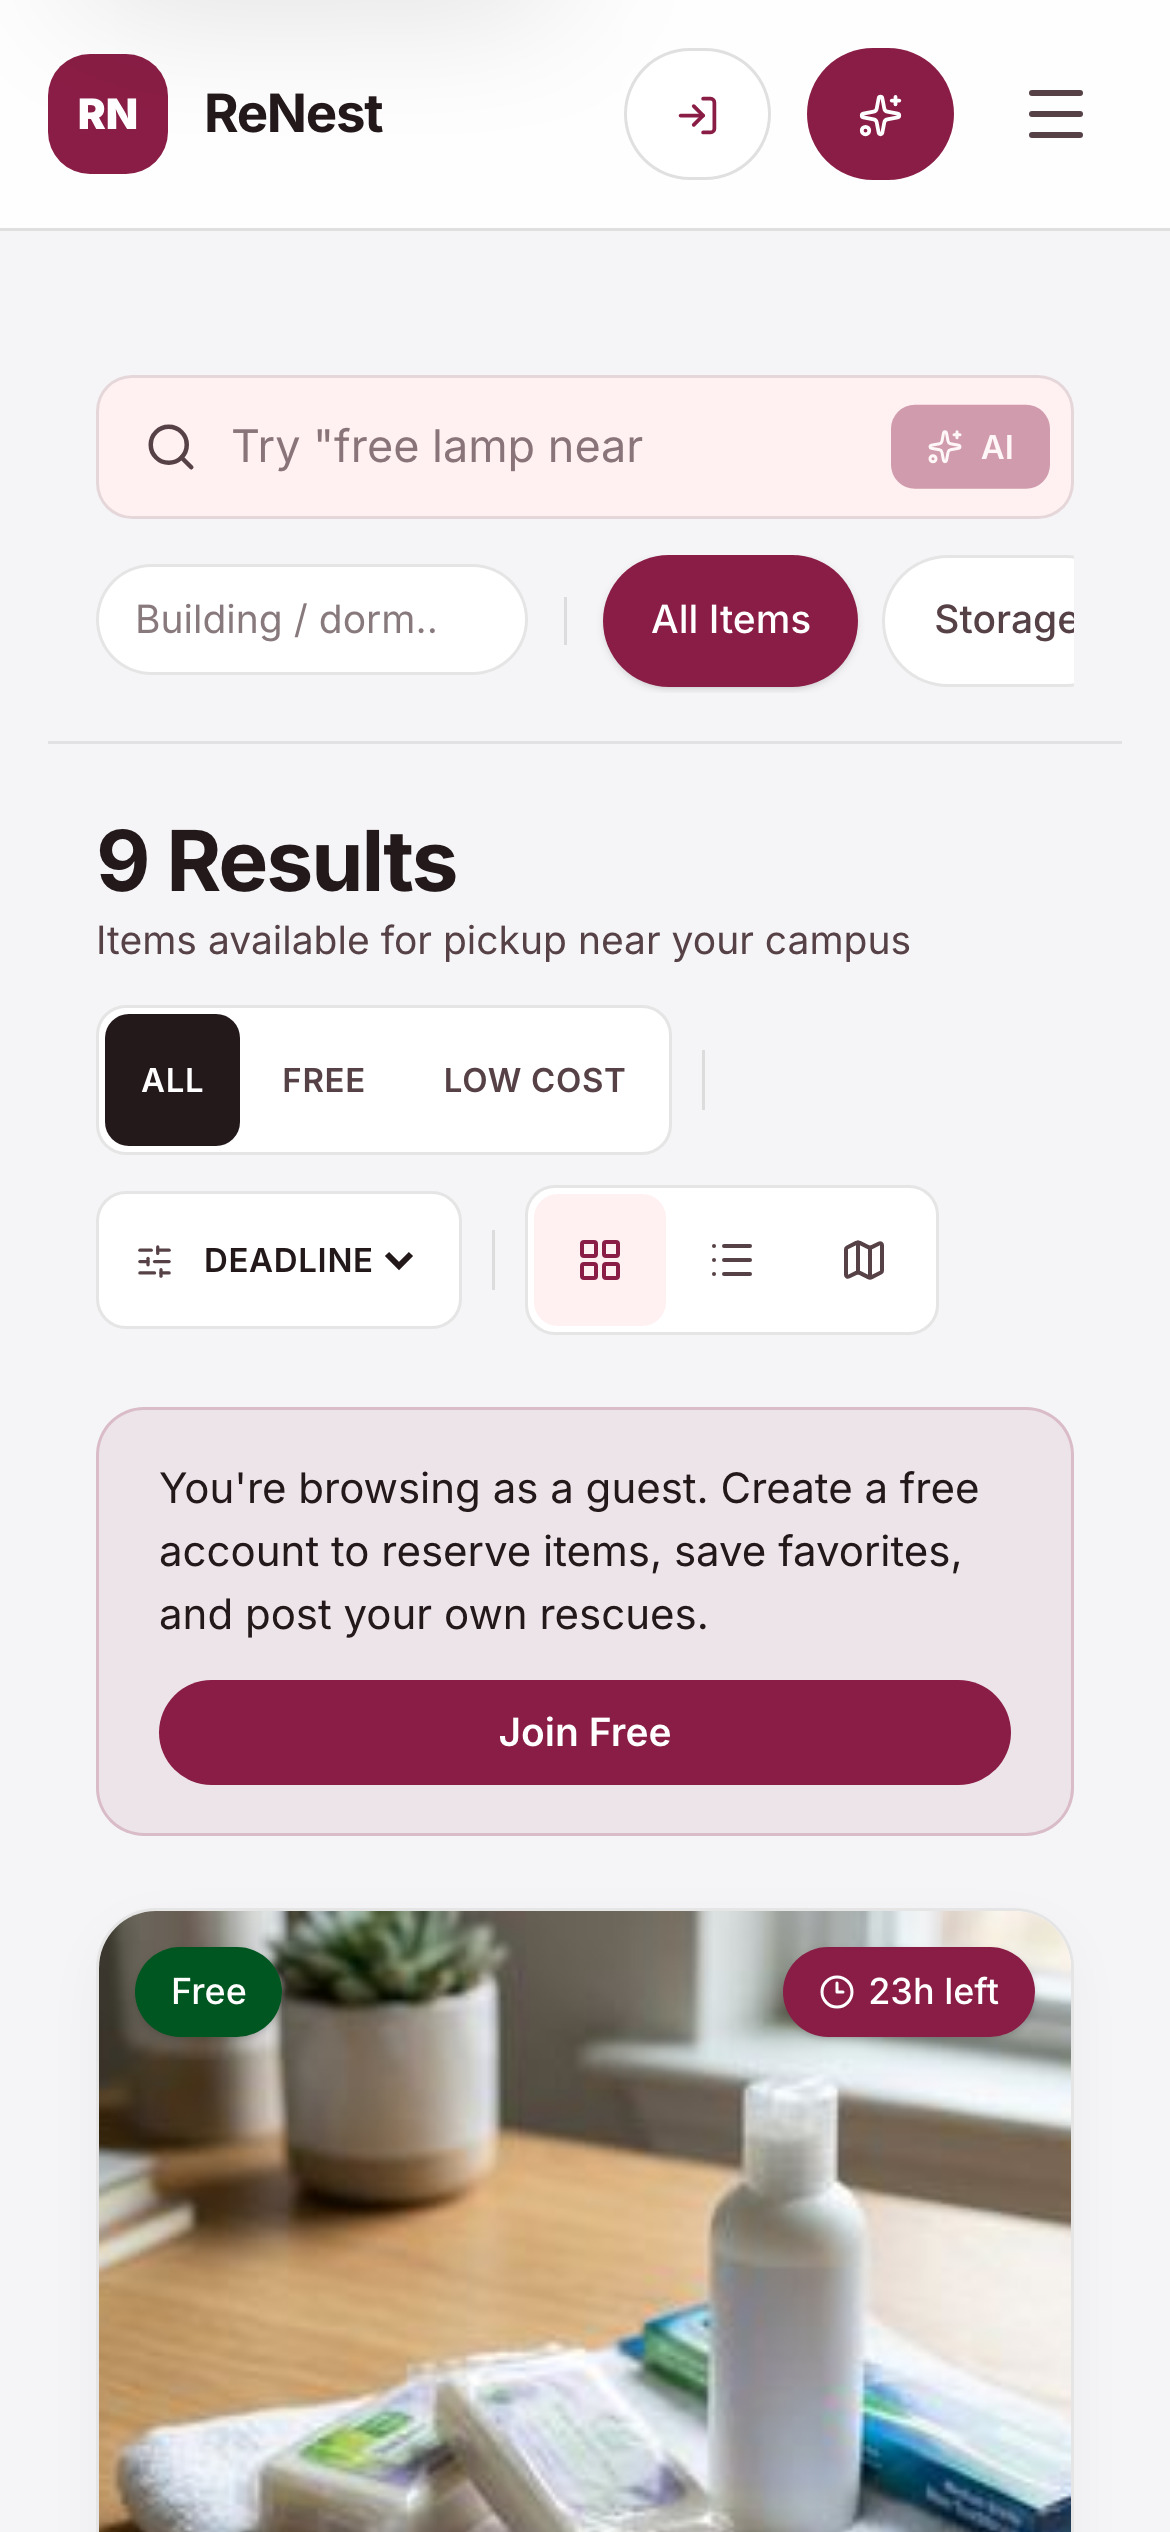 RN ReNest
Try "free lamp near
AI
Building / dorm..
All Items
Storage
9 Results
Items available for pickup near your campus
ALL FREE LOW COST
DEADLINE
You're browsing as a guest. Create a free
account to reserve items, save favorites,
and post your own rescues.
Join Free
Free
23h left